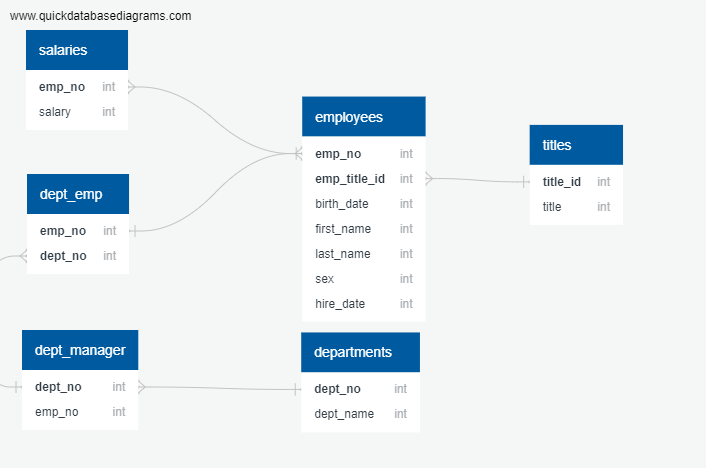 www.quickdatabasediagrams.com
salaries
emp_no int
salary int
dept_emp
emp_no int
dept_no int
dept_manager
dept_no int
emp_no int
employees
emp_no int
emp_title_id int
birth_date int
first_name int
last_name int
sex int
hire_date int
departments
dept_no int
dept_name int
titles
title_id int
title int